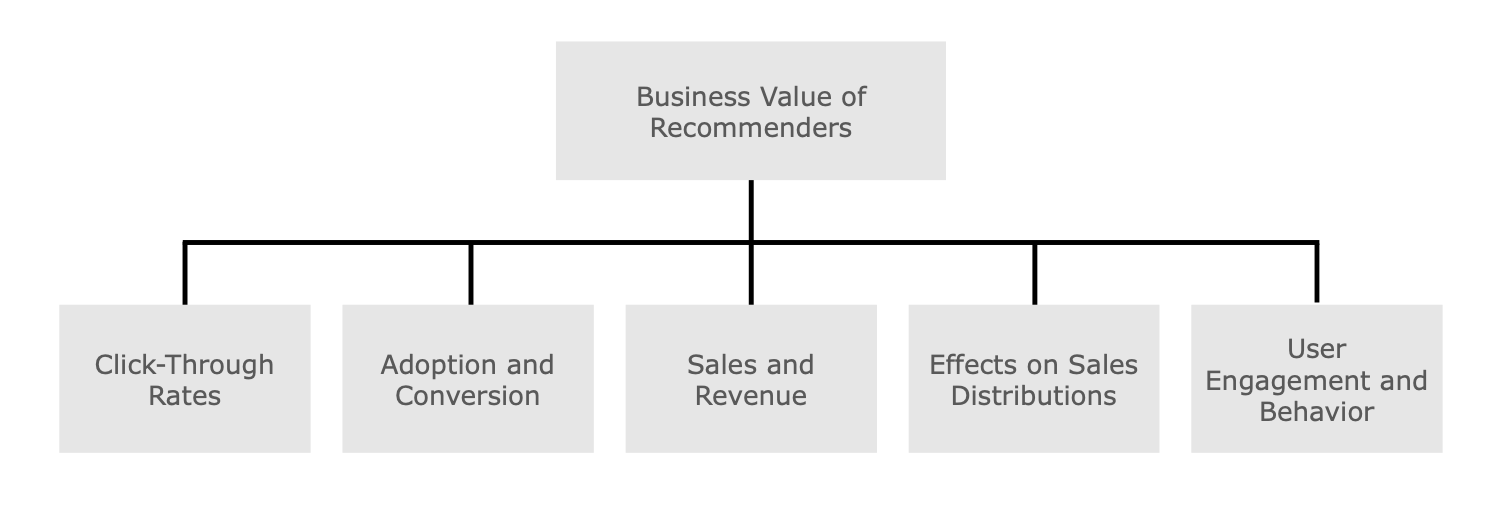 Business Value of
Recommenders
Click-Through
Rates
Adoption and
Conversion
Sales and
Revenue
Effects on Sales
Distributions
User
Engagement and
Behavior